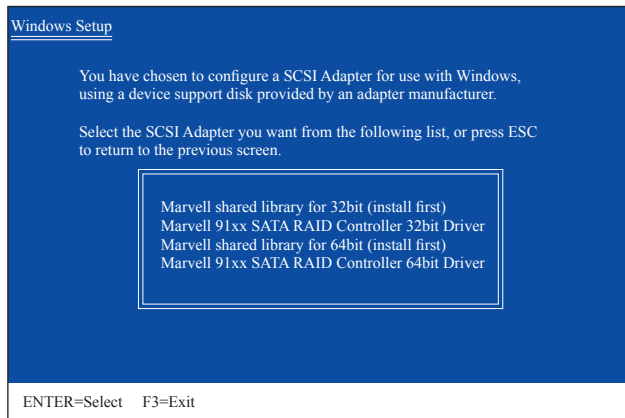 Windows Setup
You have chosen to configure a SCSI Adapter for use with Windows,
using a device support disk provided by an adapter manufacturer.
Select the SCSI Adapter you want from the following list, or press ESC
to return to the previous screen.
Marvell shared library for 32bit (install first)
Marvell 91xx SATA RAID Controller 32bit Driver
Marvell shared library for 64bit (install first)
Marvell 91xx SATA RAID Controller 64bit Driver
ENTER=Select F3=Exit